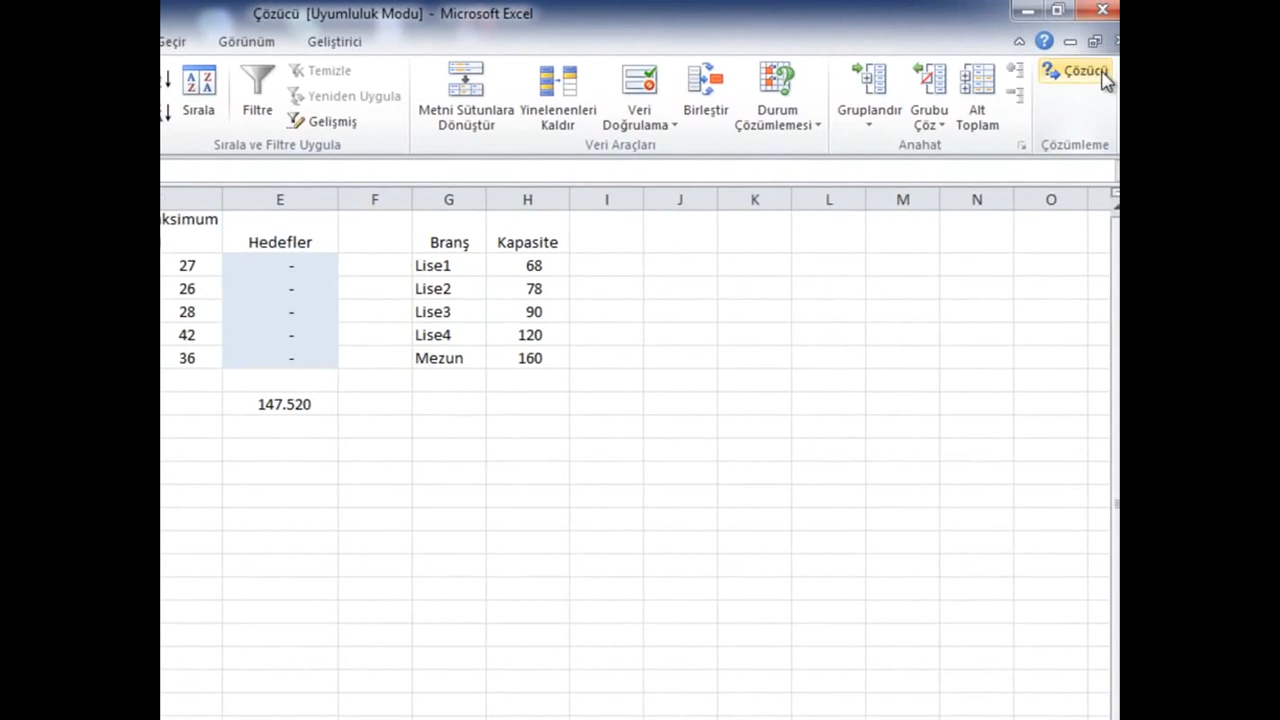 Çözücü [Uyumluluk Modu] - Microsoft Excel
Geçir Görünüm Geliştirici
Temizle
Yeniden Uygula
Gelişmiş
Sırala
Filtre
Metni Sütunlara Dönüştür
Yinelenenleri Kaldır
Veri Doğrulama
Birleştir
Durum Çözümlemesi
Gruplandır
Grubu Çöz
Alt Toplam
Çözücü
Sırala ve Filtre Uygula Veri Araçları Anahat Çözümleme
E F G H I J K L M N O
ksimum
Hedefler Branş Kapasite
27 - Lise1 68
26 - Lise2 78
28 - Lise3 90
42 - Lise4 120
36 - Mezun 160
147.520